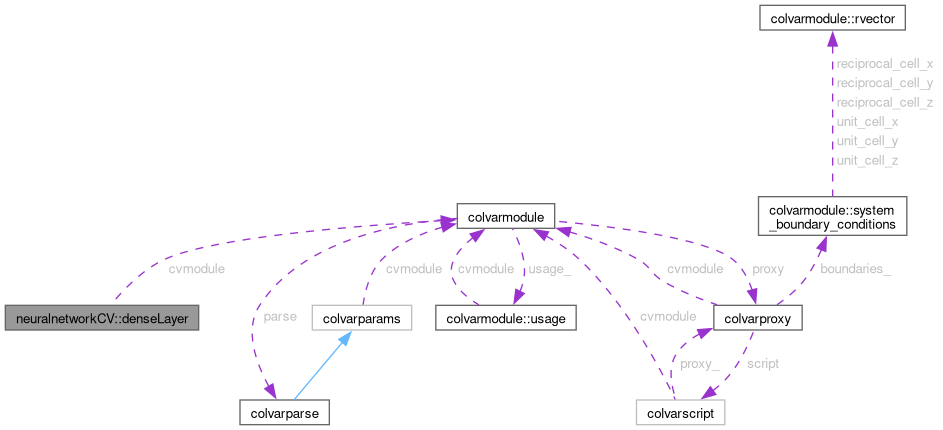 colvarmodule::rvector
reciprocal_cell_x
reciprocal_cell_y
reciprocal_cell_z
unit_cell_x
unit_cell_y
unit_cell_z
colvarmodule
colvarmodule::system
_boundary_conditions
cvmodule
cvmodule
cvmodule
usage_
cvmodule
proxy
boundaries_
neuralnetworkCV::denseLayer
parse
colvarparams
colvarmodule::usage
cvmodule
colvarproxy
proxy_
script
colvarparse
colvarscript